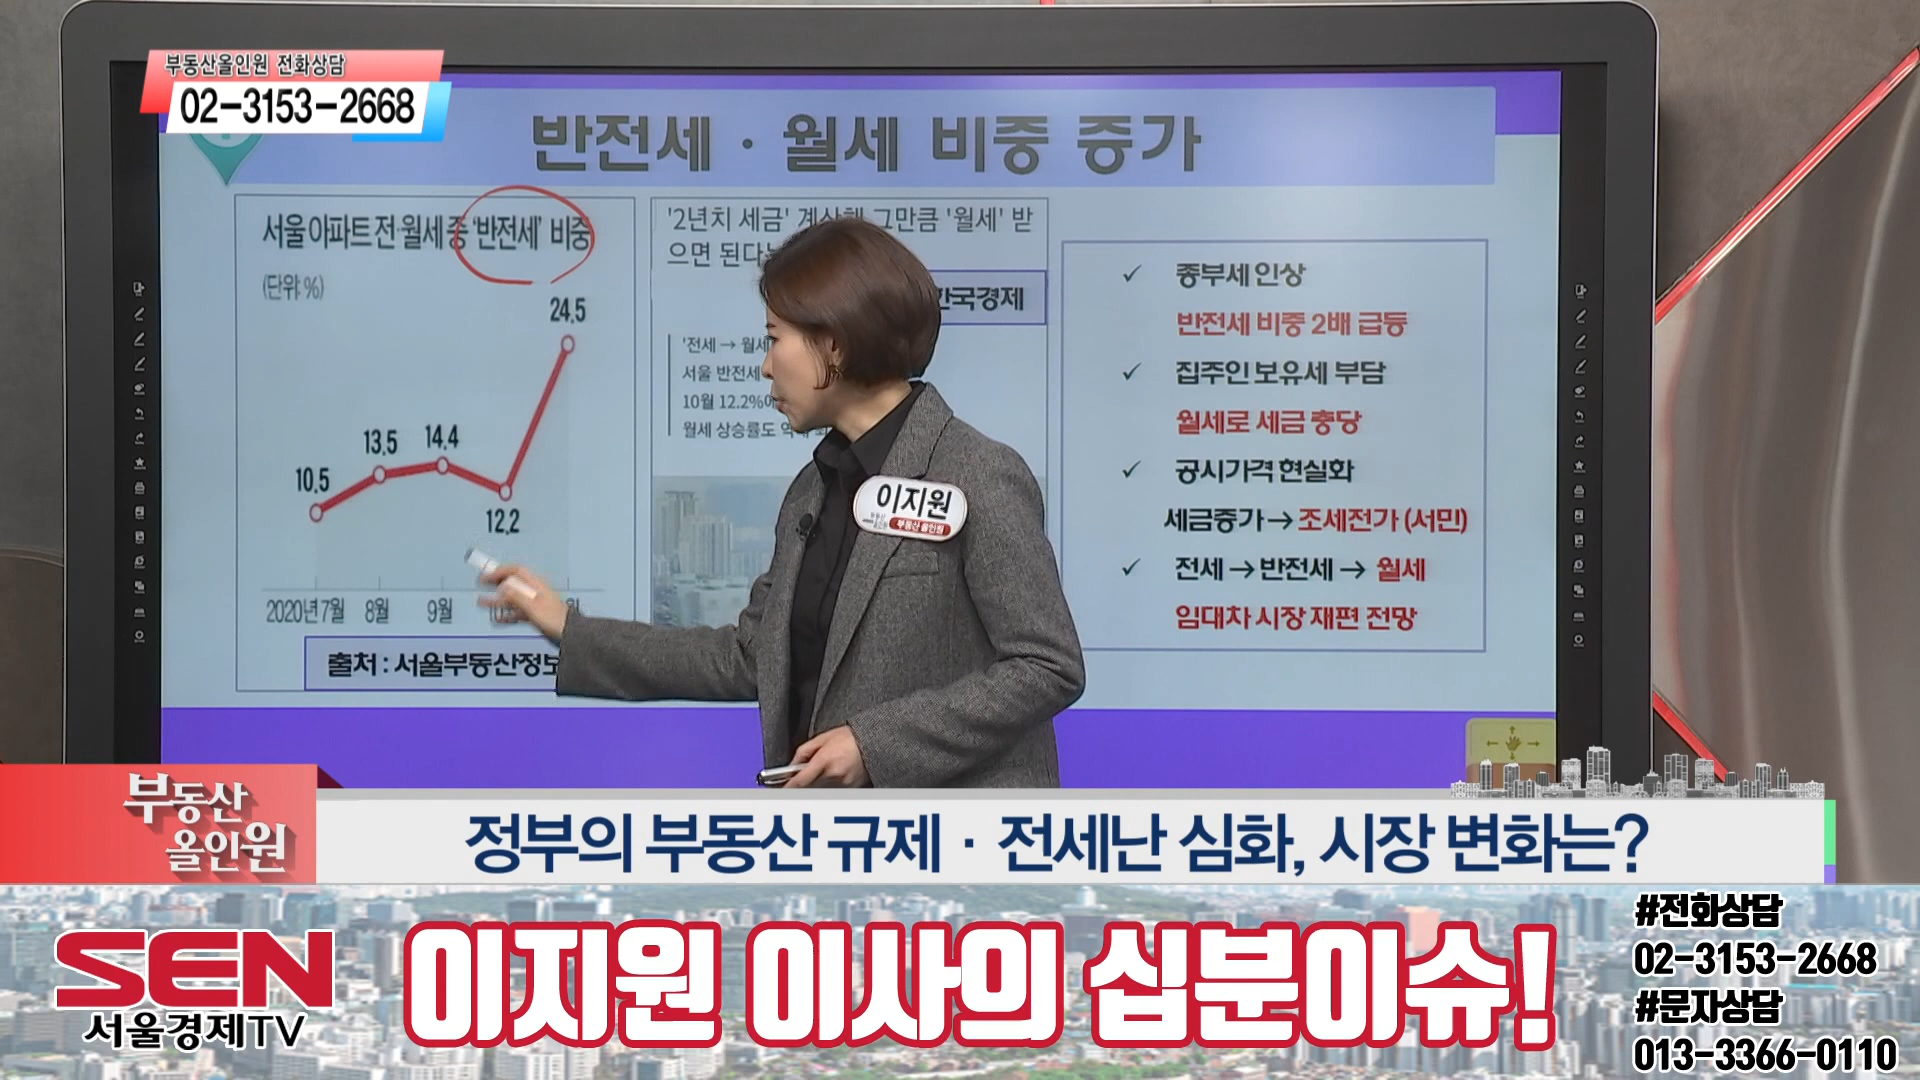 부동산올인원 전화상담
02-3153-2668
반전세 · 월세 비중 증가
서울 아파트 전·월세 중 '반전세' 비중
(단위 %)
24.5
13.5
14.4
10.5
12.2
2020년 7월 8월 9월
출처 : 서울부동산정보
'2년치 세금' 계산해 그만큼 '월세' 받
으면 된다는
한국경제
'전세 → 월세
서울 반전세
10월 12.2%에
월세 상승률도 역대
✓ 종부세 인상
반전세 비중 2배 급등
✓ 집주인 보유세 부담
월세로 세금 충당
✓ 공시가격 현실화
세금증가 → 조세전가 (서민)
✓ 전세 → 반전세 → 월세
임대차 시장 재편 전망
이지원
부동산 올인원
부동산
올인원
정부의 부동산 규제 · 전세난 심화, 시장 변화는?
SEN
서울경제TV
이지원 이사의 십분이슈!
#전화상담
02-3153-2668
#문자상담
013-3366-0110